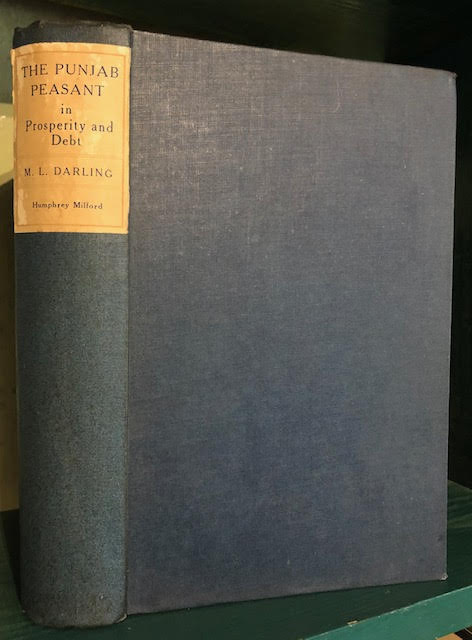 THE PUNJAB
PEASANT
in
Prosperity and
Debt
M. L. DARLING
Humphrey Milford